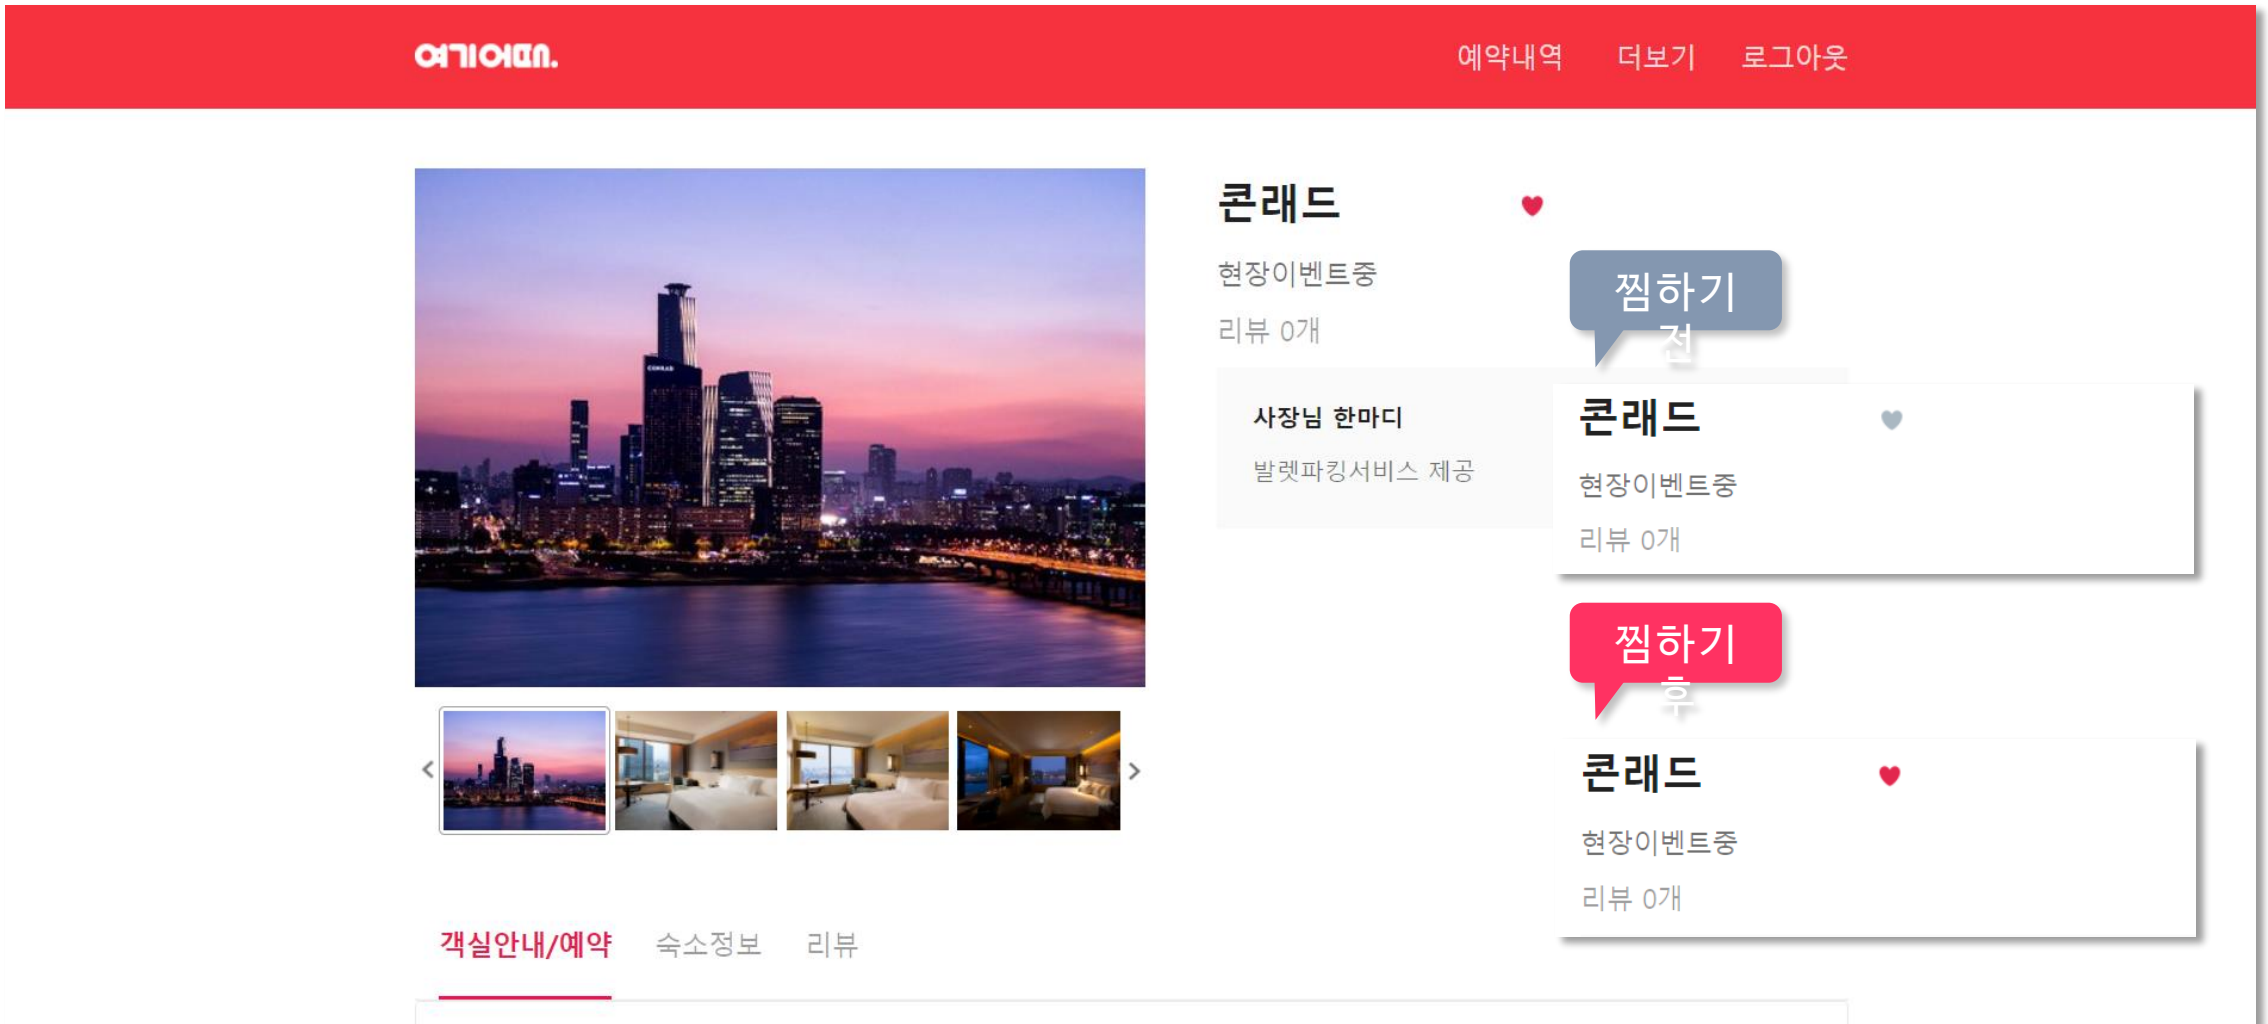 여기어때.
예약내역 더보기 로그아웃
콘래드
현장이벤트중
리뷰 0개
사장님 한마디
발렛파킹서비스 제공
찜하기
전
콘래드
현장이벤트중
리뷰 0개
찜하기
후
콘래드
현장이벤트중
리뷰 0개
CONRAD
객실안내/예약 숙소정보 리뷰